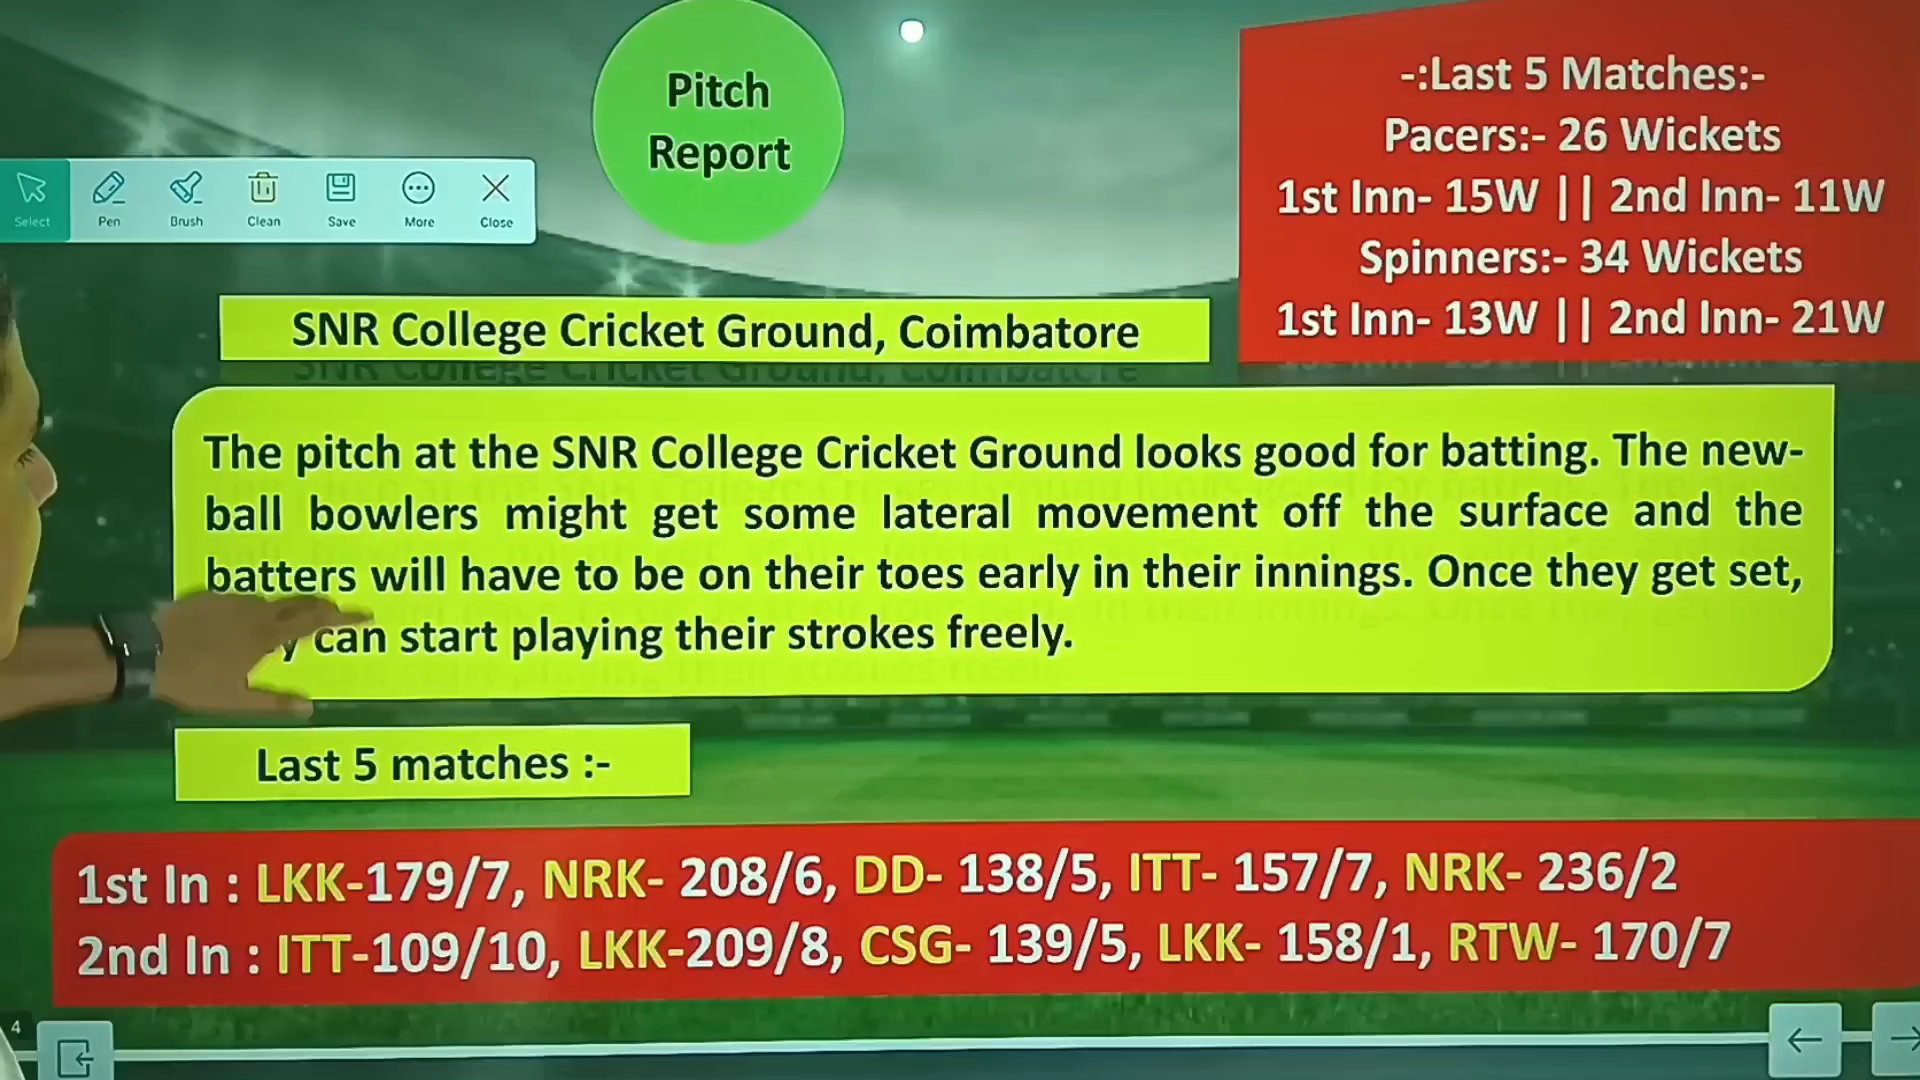 Pitch
Report
-:Last 5 Matches:-
Pacers:- 26 Wickets
1st Inn- 15W || 2nd Inn- 11W
Spinners:- 34 Wickets
1st Inn- 13W || 2nd Inn- 21W
Select Pen Brush Clean Save More Close
SNR College Cricket Ground, Coimbatore
The pitch at the SNR College Cricket Ground looks good for batting. The new-
ball bowlers might get some lateral movement off the surface and the
batters will have to be on their toes early in their innings. Once they get set,
can start playing their strokes freely.
Last 5 matches :-
1st In : LKK-179/7, NRK- 208/6, DD- 138/5, ITT- 157/7, NRK- 236/2
2nd In : ITT-109/10, LKK-209/8, CSG- 139/5, LKK- 158/1, RTW- 170/7
4